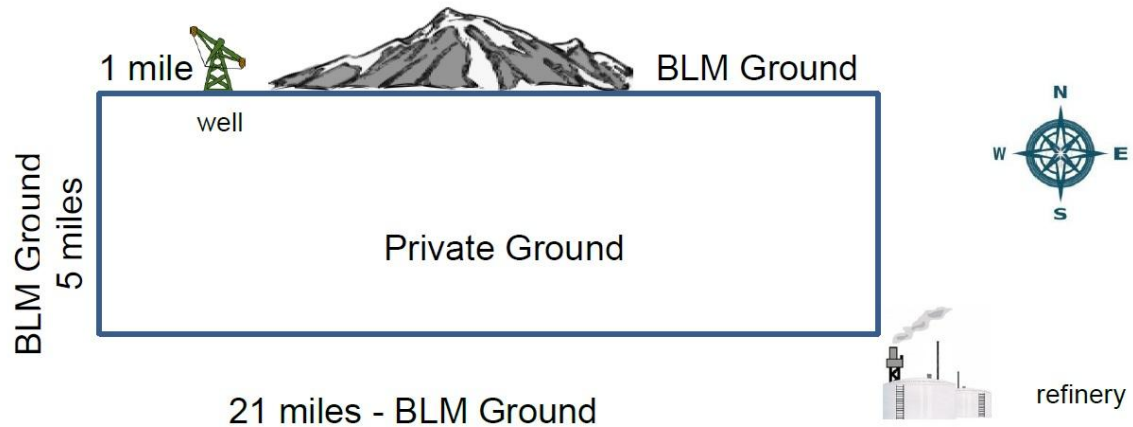 1 mile
BLM Ground
well
N
W
E
S
BLM Ground
5 miles
Private Ground
refinery
21 miles - BLM Ground